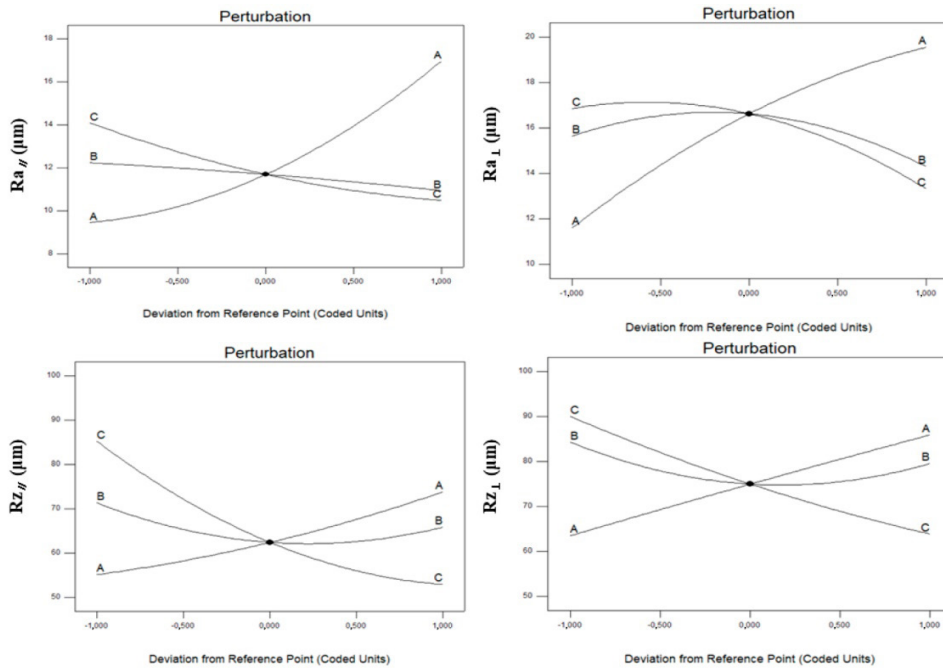 Perturbation
18
16
14
12
10
8
Ra⫽ (µm)
C
B
A
A
B
C
-1,000
-0,500
0,000
0,500
1,000
Deviation from Reference Point (Coded Units)
Perturbation
20
18
16
14
12
10
Ra⊥ (µm)
C
B
A
A
B
C
-1,000
-0,500
0,000
0,500
1,000
Deviation from Reference Point (Coded Units)
Perturbation
100
90
80
70
60
50
Rz⫽ (µm)
C
B
A
A
B
C
-1,000
-0,500
0,000
0,500
1,000
Deviation from Reference Point (Coded Units)
Perturbation
100
90
80
70
60
50
Rz⊥ (µm)
C
B
A
A
B
C
-1,000
-0,500
0,000
0,500
1,000
Deviation from Reference Point (Coded Units)